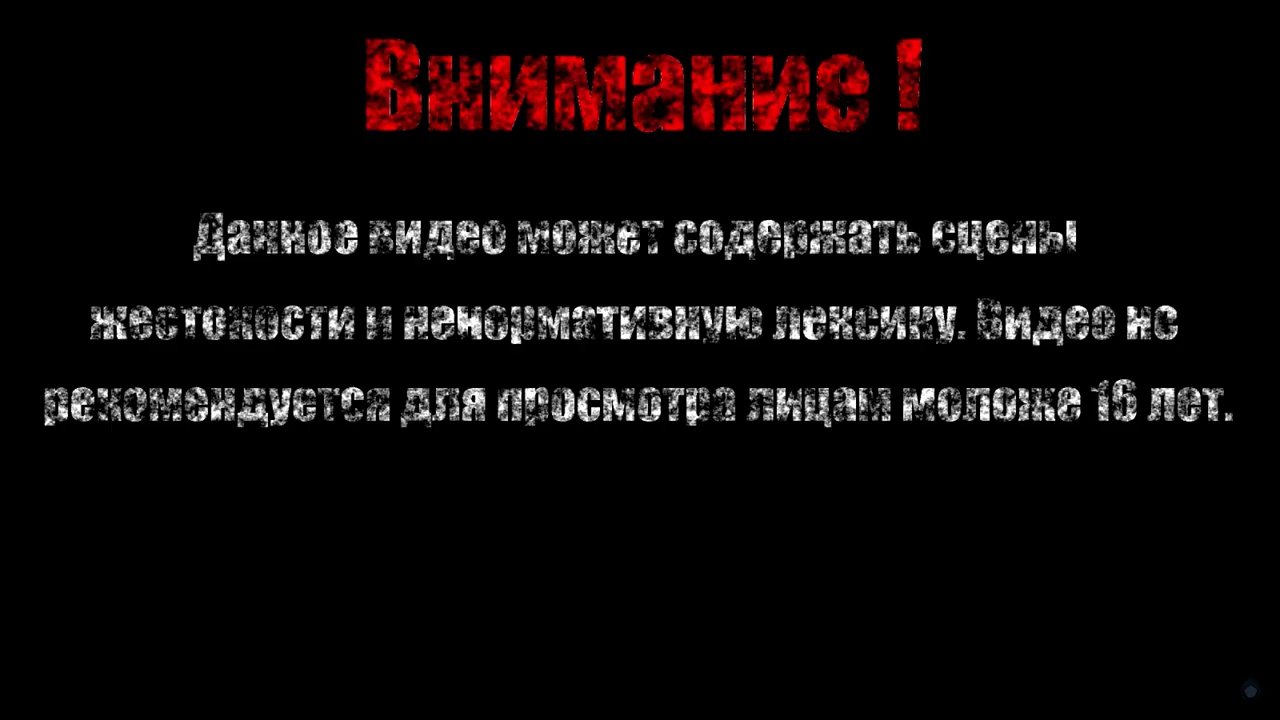 Внимание !
Данное видео может содержать сцены
жестокости и ненормативную лексику. Видео не
рекомендуется для просмотра лицам моложе 16 лет.